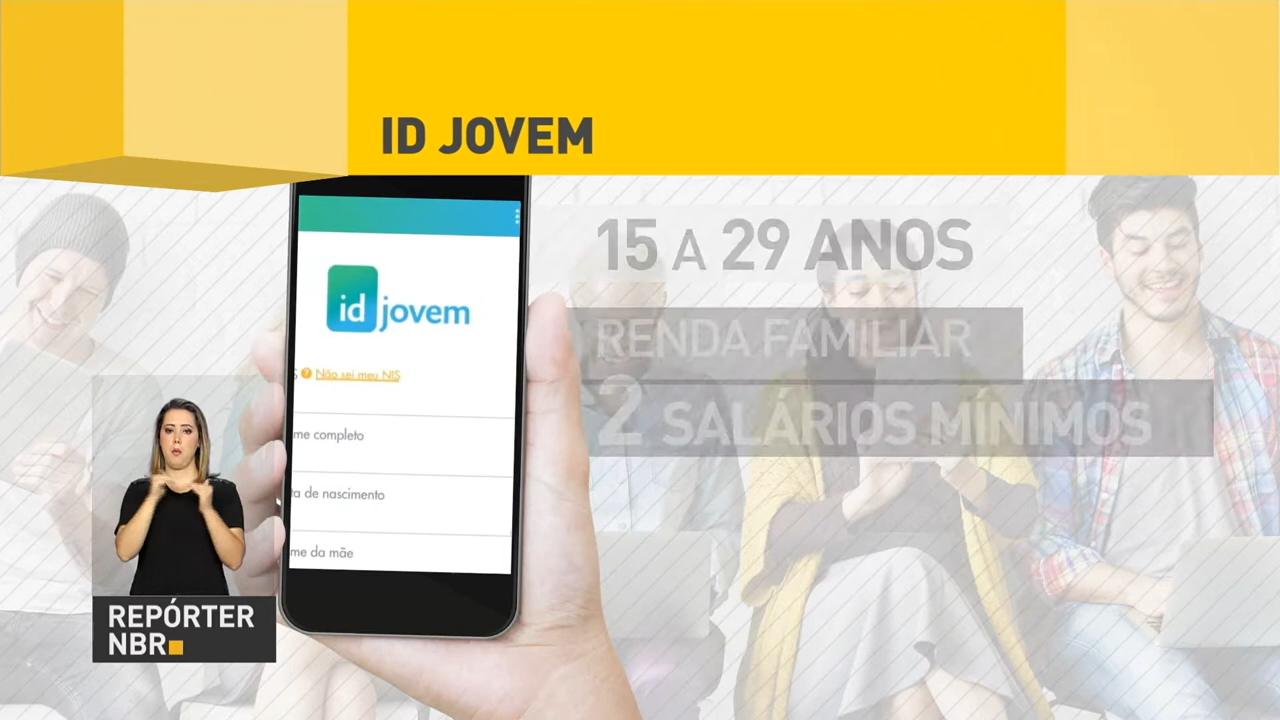 ID JOVEM
15 A 29 ANOS
RENDA FAMILIAR
2 SALÁRIOS MÍNIMOS
id jovem
S ? Não sei meu NIS
me completo
ta de nascimento
me da mãe
REPÓRTER
NBR